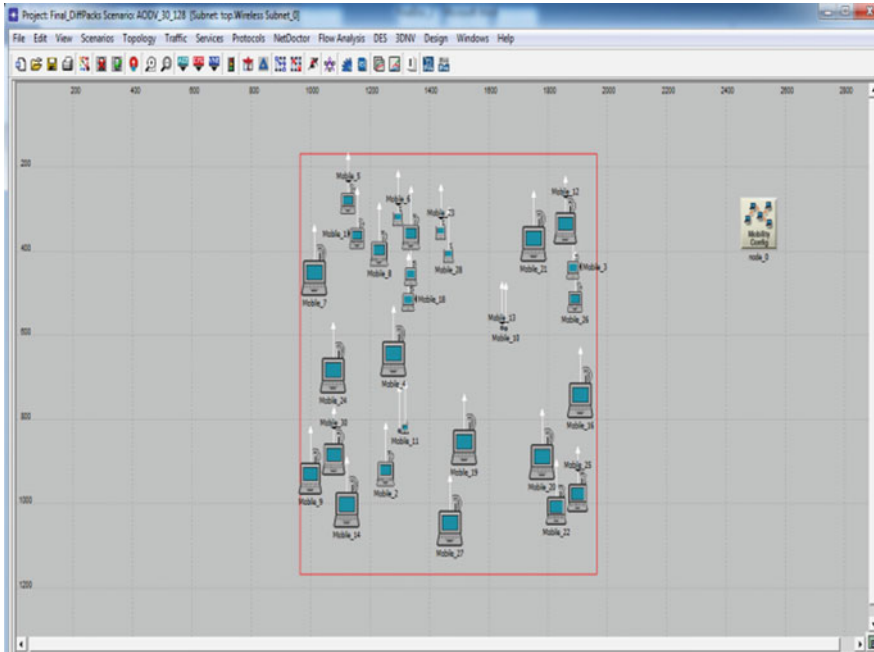 Project: Final_DiffPacks Scenario: AODV_30_128 [Subnet: top.Wireless Subnet_0]
File Edit View Scenarios Topology Traffic Services Protocols NetDoctor Flow Analysis DES 3DNV Design Windows Help
200 400 600 800 1000 1200 1400 1600 1800 2000 2200 2400 2600 2800
200
Mobile_5
Mobile_6
Mobile_12
Mobile_23
Mobile_8
Mobile_28
Mobile_21
Mobile_3
Mobility
Config
node_0
400
Mobile_7
Mobile_18
Mobile_26
Mobile_13
Mobile_10
600
Mobile_24
Mobile_4
Mobile_16
800
Mobile_30
Mobile_11
Mobile_19
Mobile_20
Mobile_25
Mobile_9
Mobile_2
1000
Mobile_14
Mobile_27
Mobile_22
1200